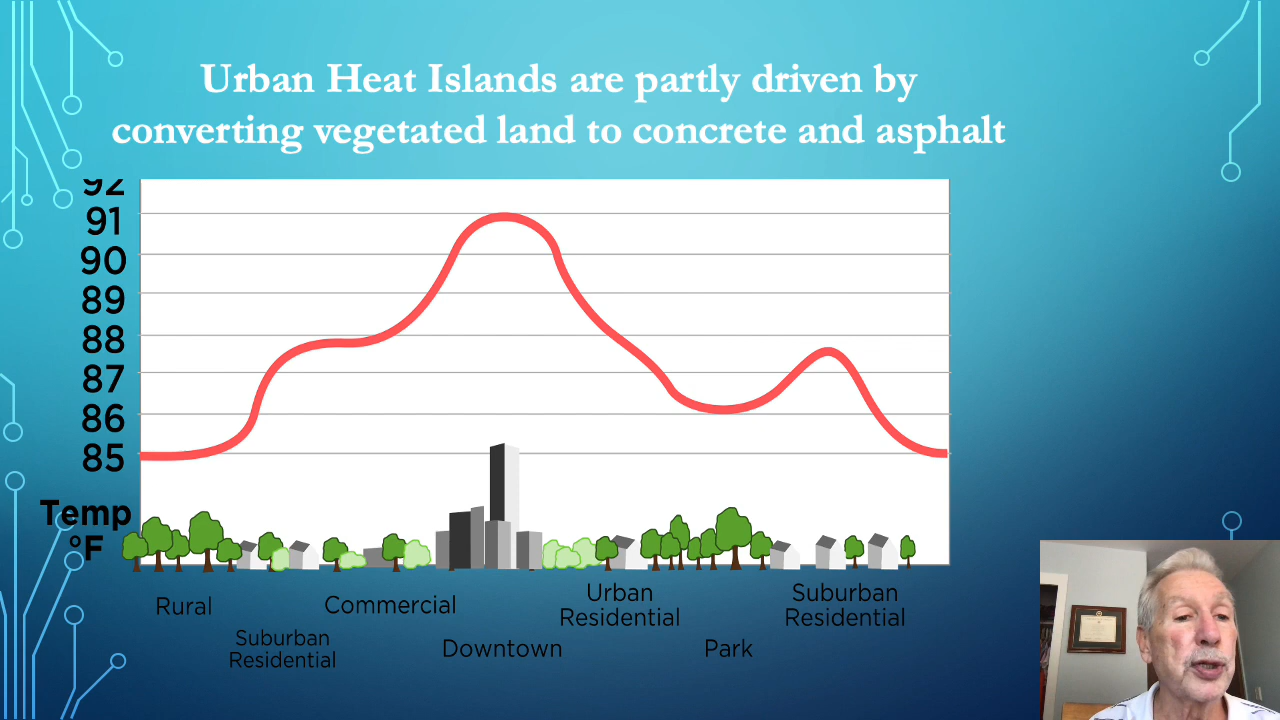 Urban Heat Islands are partly driven by
converting vegetated land to concrete and asphalt
92
91
90
89
88
87
86
85
Temp
°F
Rural
Suburban
Residential
Commercial
Downtown
Urban
Residential
Park
Suburban
Residential